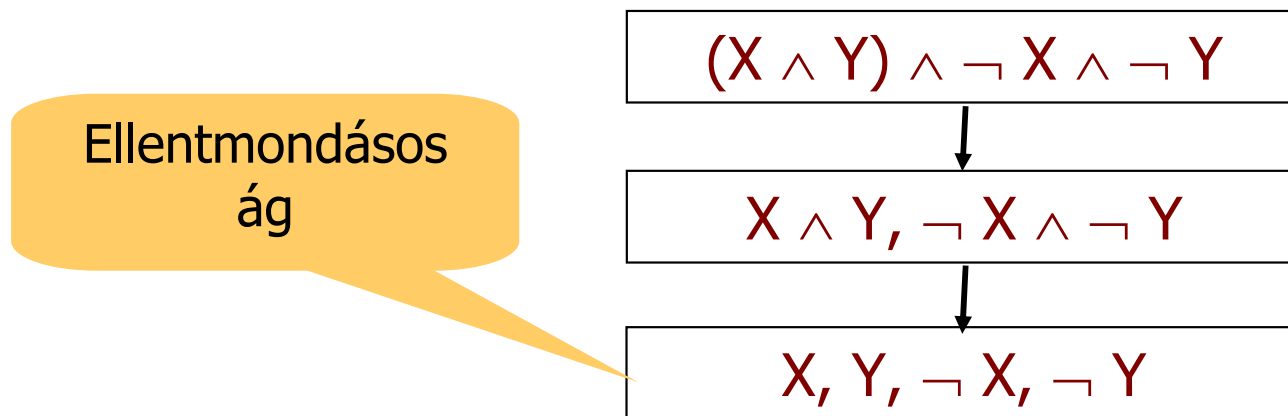 (X ∧ Y) ∧ ¬ X ∧ ¬ Y
Ellentmondásos
ág
X ∧ Y, ¬ X ∧ ¬ Y
X, Y, ¬ X, ¬ Y